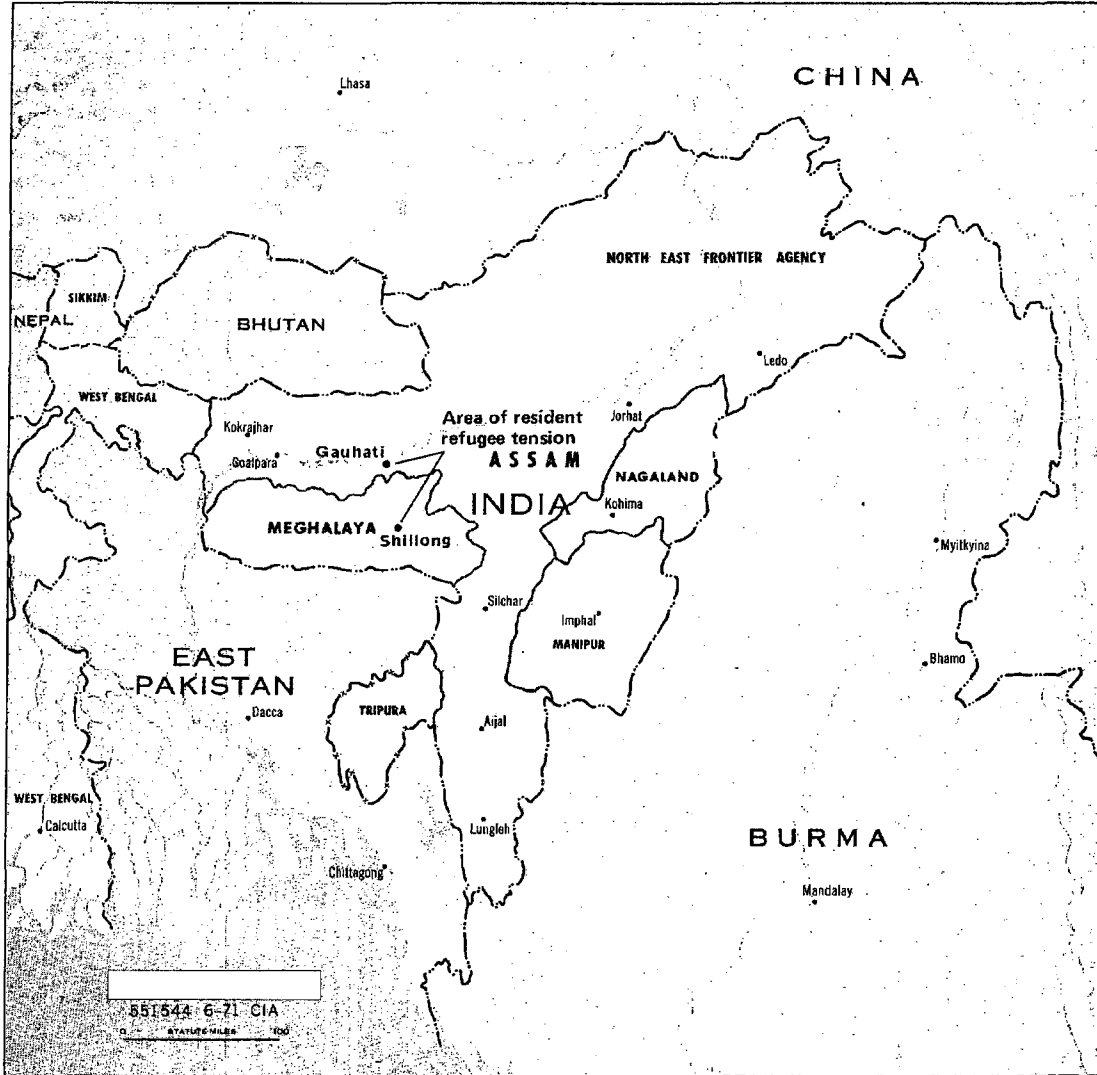 CHINA
Lhasa
NORTH EAST FRONTIER AGENCY
SIKKIM
NEPAL
BHUTAN
Ledo
WEST BENGAL
Kokrajhar
Goalpara
Gauhati
Area of resident
refugee tension
ASSAM
Jorhat
NAGALAND
INDIA
Kohima
MEGHALAYA
Shillong
Myitkyina
Silchar
Imphal
MANIPUR
EAST
PAKISTAN
Bhamo
Dacca
TRIPURA
Aijal
WEST BENGAL
Calcutta
Lungleh
BURMA
Chittagong
Mandalay
551544 6-71 CIA
0 STATUTE MILES 100